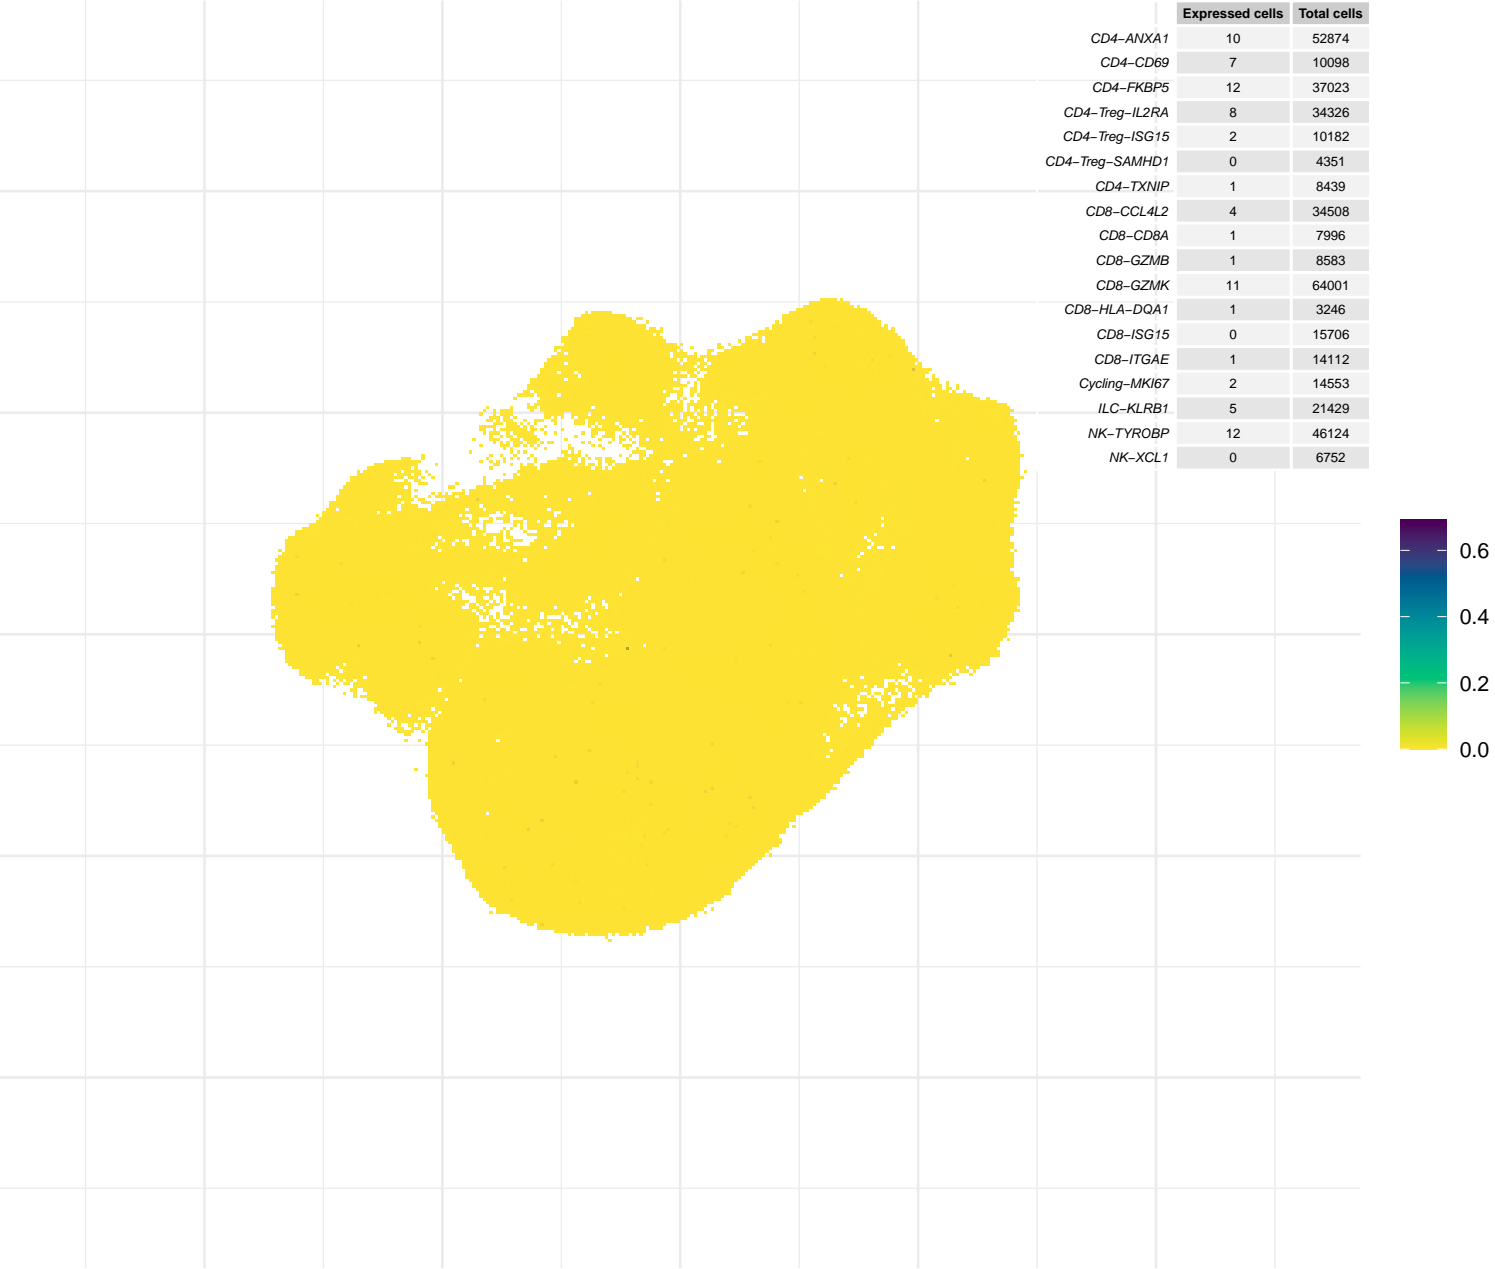 Expressed cells Total cells
CD4−ANXA1 10 52874
CD4−CD69 7 10098
CD4−FKBP5 12 37023
CD4−Treg−IL2RA 8 34326
CD4−Treg−ISG15 2 10182
CD4−Treg−SAMHD1 0 4351
CD4−TXNIP 1 8439
CD8−CCL4L2 4 34508
CD8−CD8A 1 7996
CD8−GZMB 1 8583
CD8−GZMK 11 64001
CD8−HLA−DQA1 1 3246
CD8−ISG15 0 15706
CD8−ITGAE 1 14112
Cycling−MKI67 2 14553
ILC−KLRB1 5 21429
NK−TYROBP 12 46124
NK−XCL1 0 6752
0.6
0.4
0.2
0.0